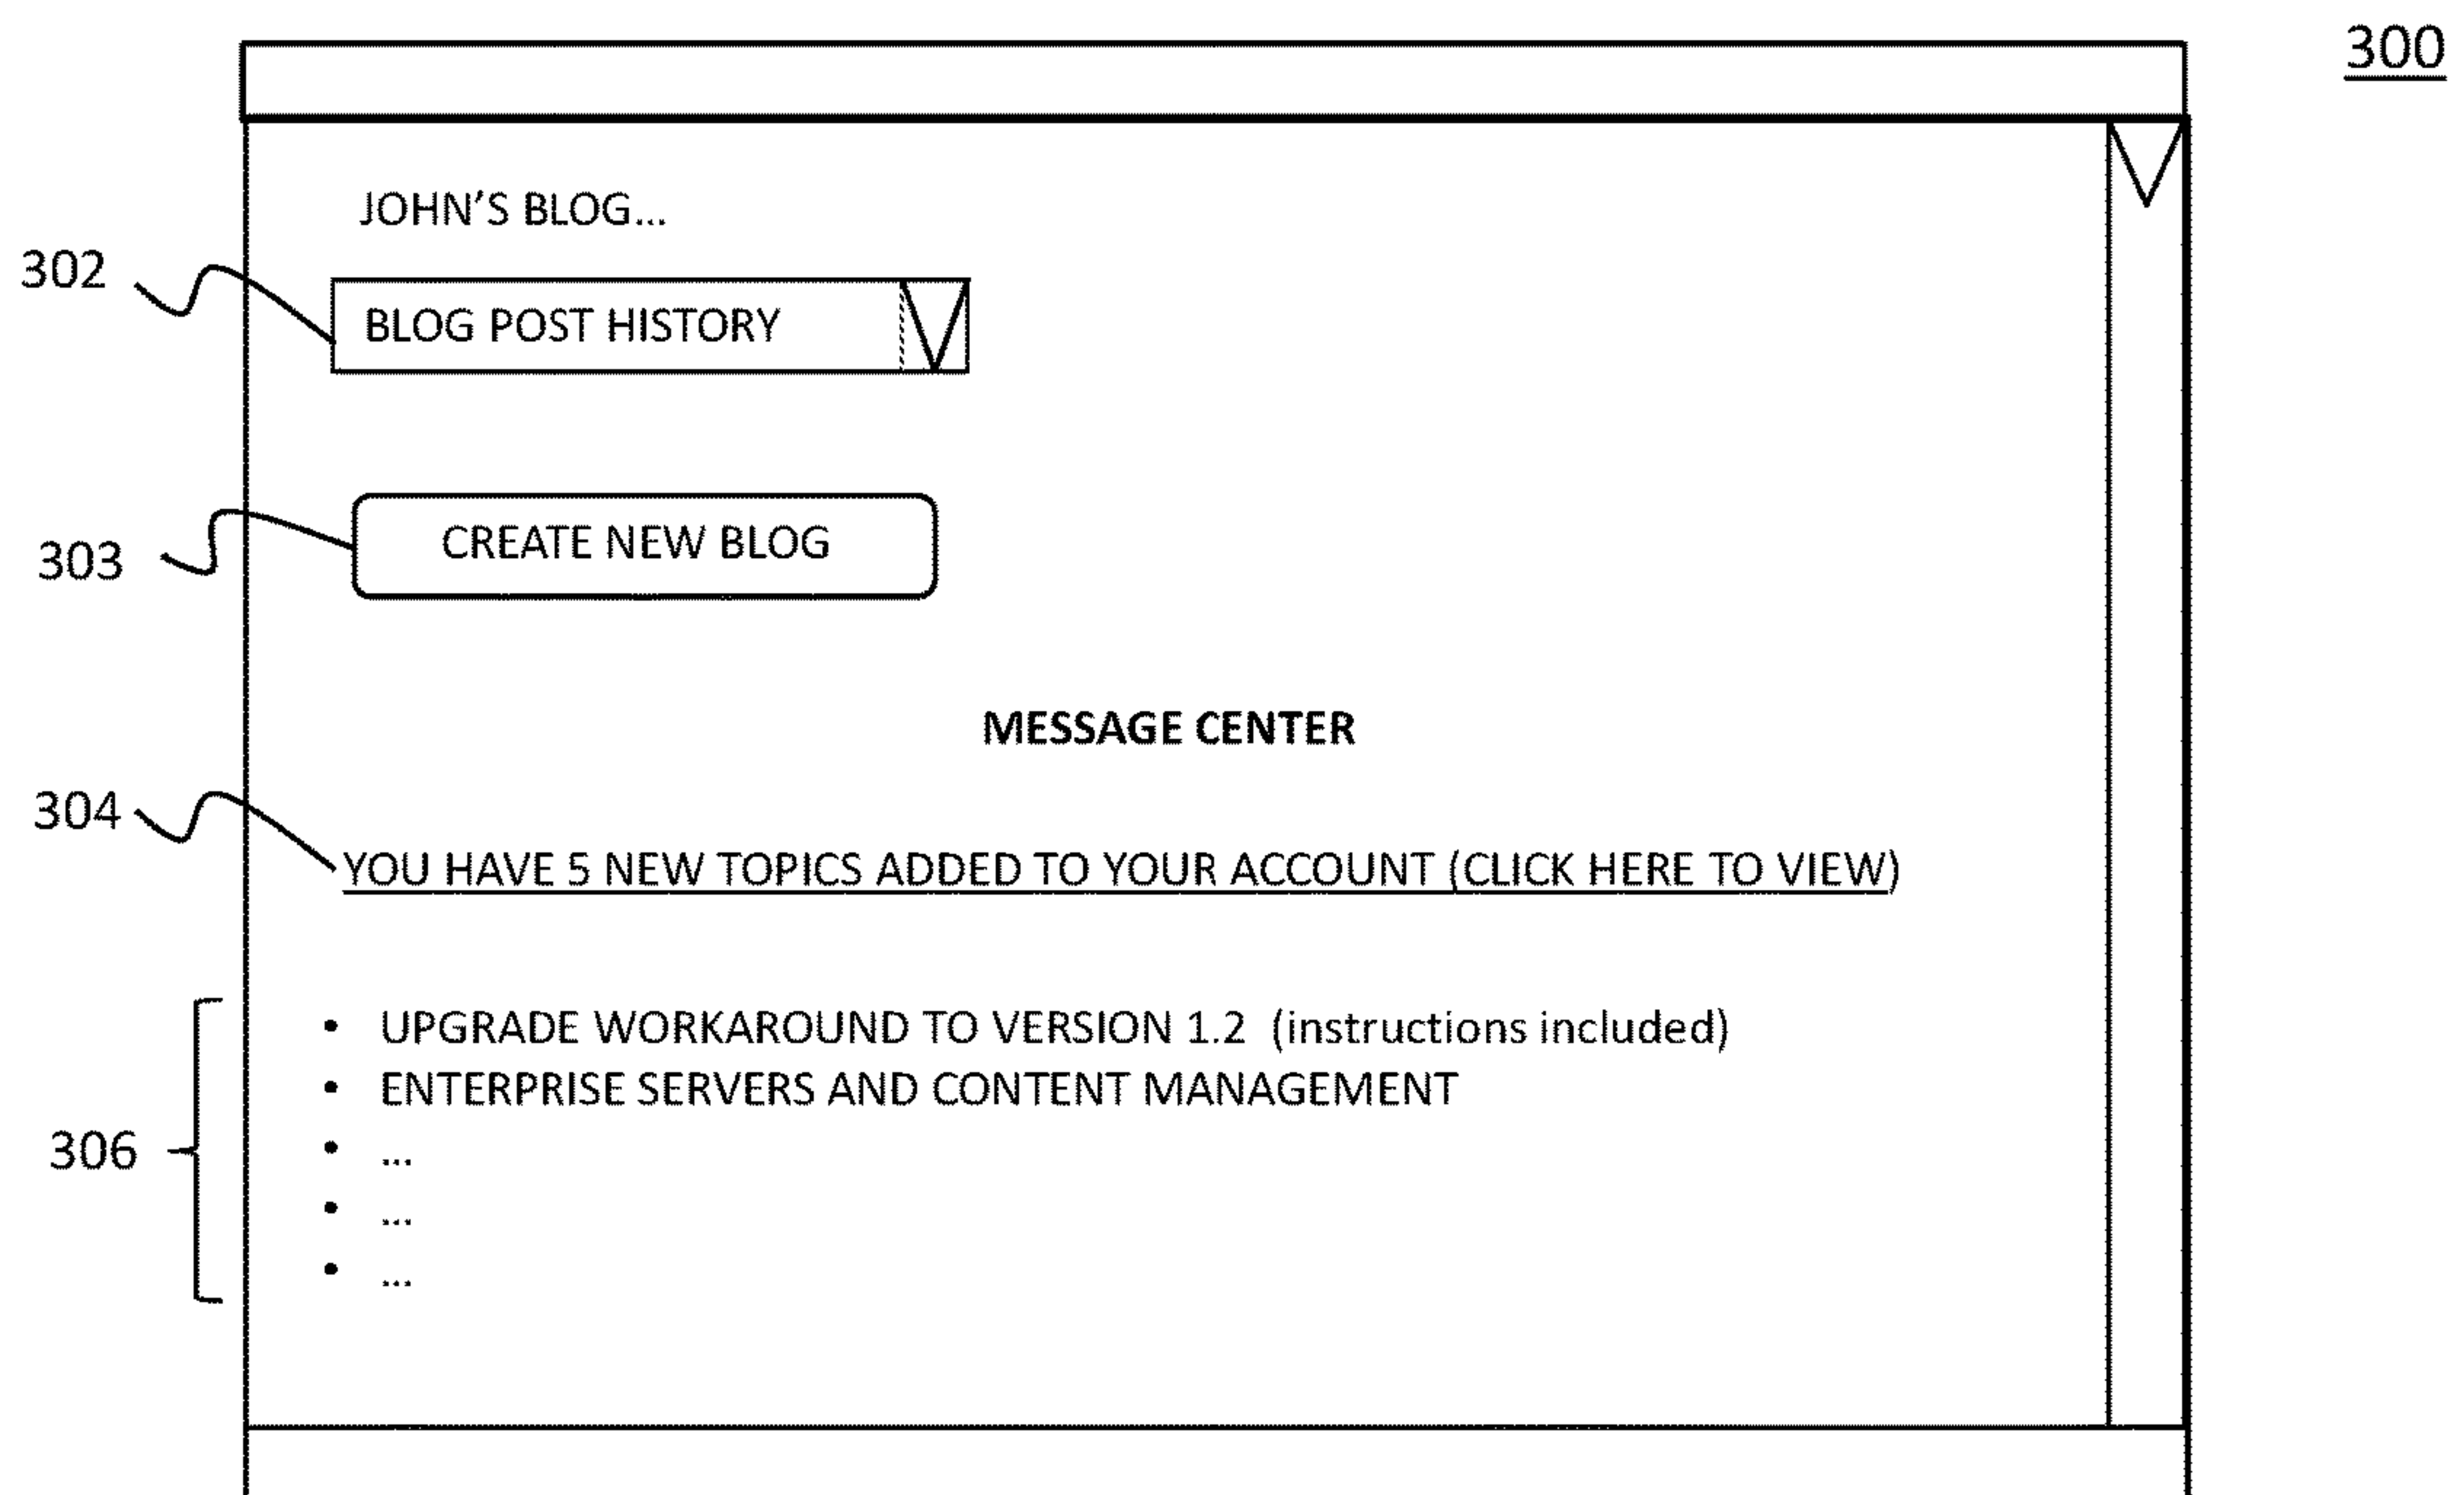 300
JOHN'S BLOG...
302
BLOG POST HISTORY
CREATE NEW BLOG
303
MESSAGE CENTER
304
YOU HAVE 5 NEW TOPICS ADDED TO YOUR ACCOUNT (CLICK HERE TO VIEW)
• UPGRADE WORKAROUND TO VERSION 1.2 (instructions included)
• ENTERPRISE SERVERS AND CONTENT MANAGEMENT
306
• ...
• ...
• ...